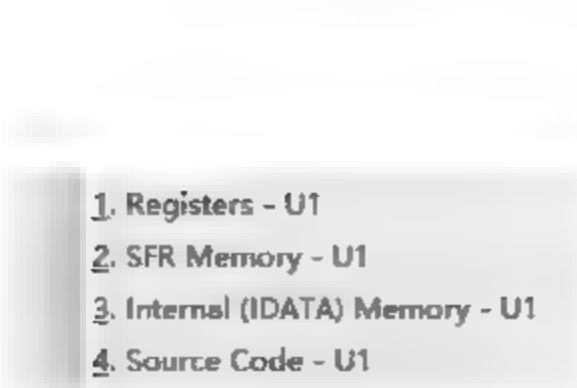 1. Registers - U1
2. SFR Memory - U1
3. Internal (IDATA) Memory - U1
4. Source Code - U1